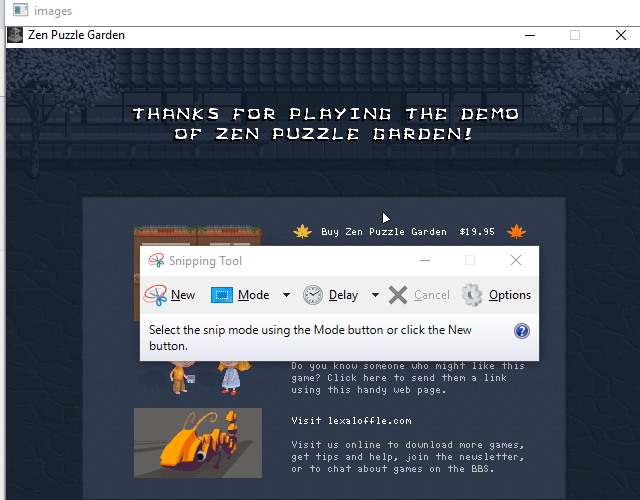 images
Zen Puzzle Garden
THANKS FOR PLAYING THE DEMO
OF ZEN PUZZLE GARDEN!
Buy Zen Puzzle Garden $19.95
Snipping Tool
New Mode Delay Cancel Options
Select the snip mode using the Mode button or click the New
button.
Do you know someone who might like this
game? Click here to send them a link
using this handy web page.
Visit lexaloffle.com
Visit us online to download more games,
get tips and help, join the newsletter,
or to chat about games on the BBS.